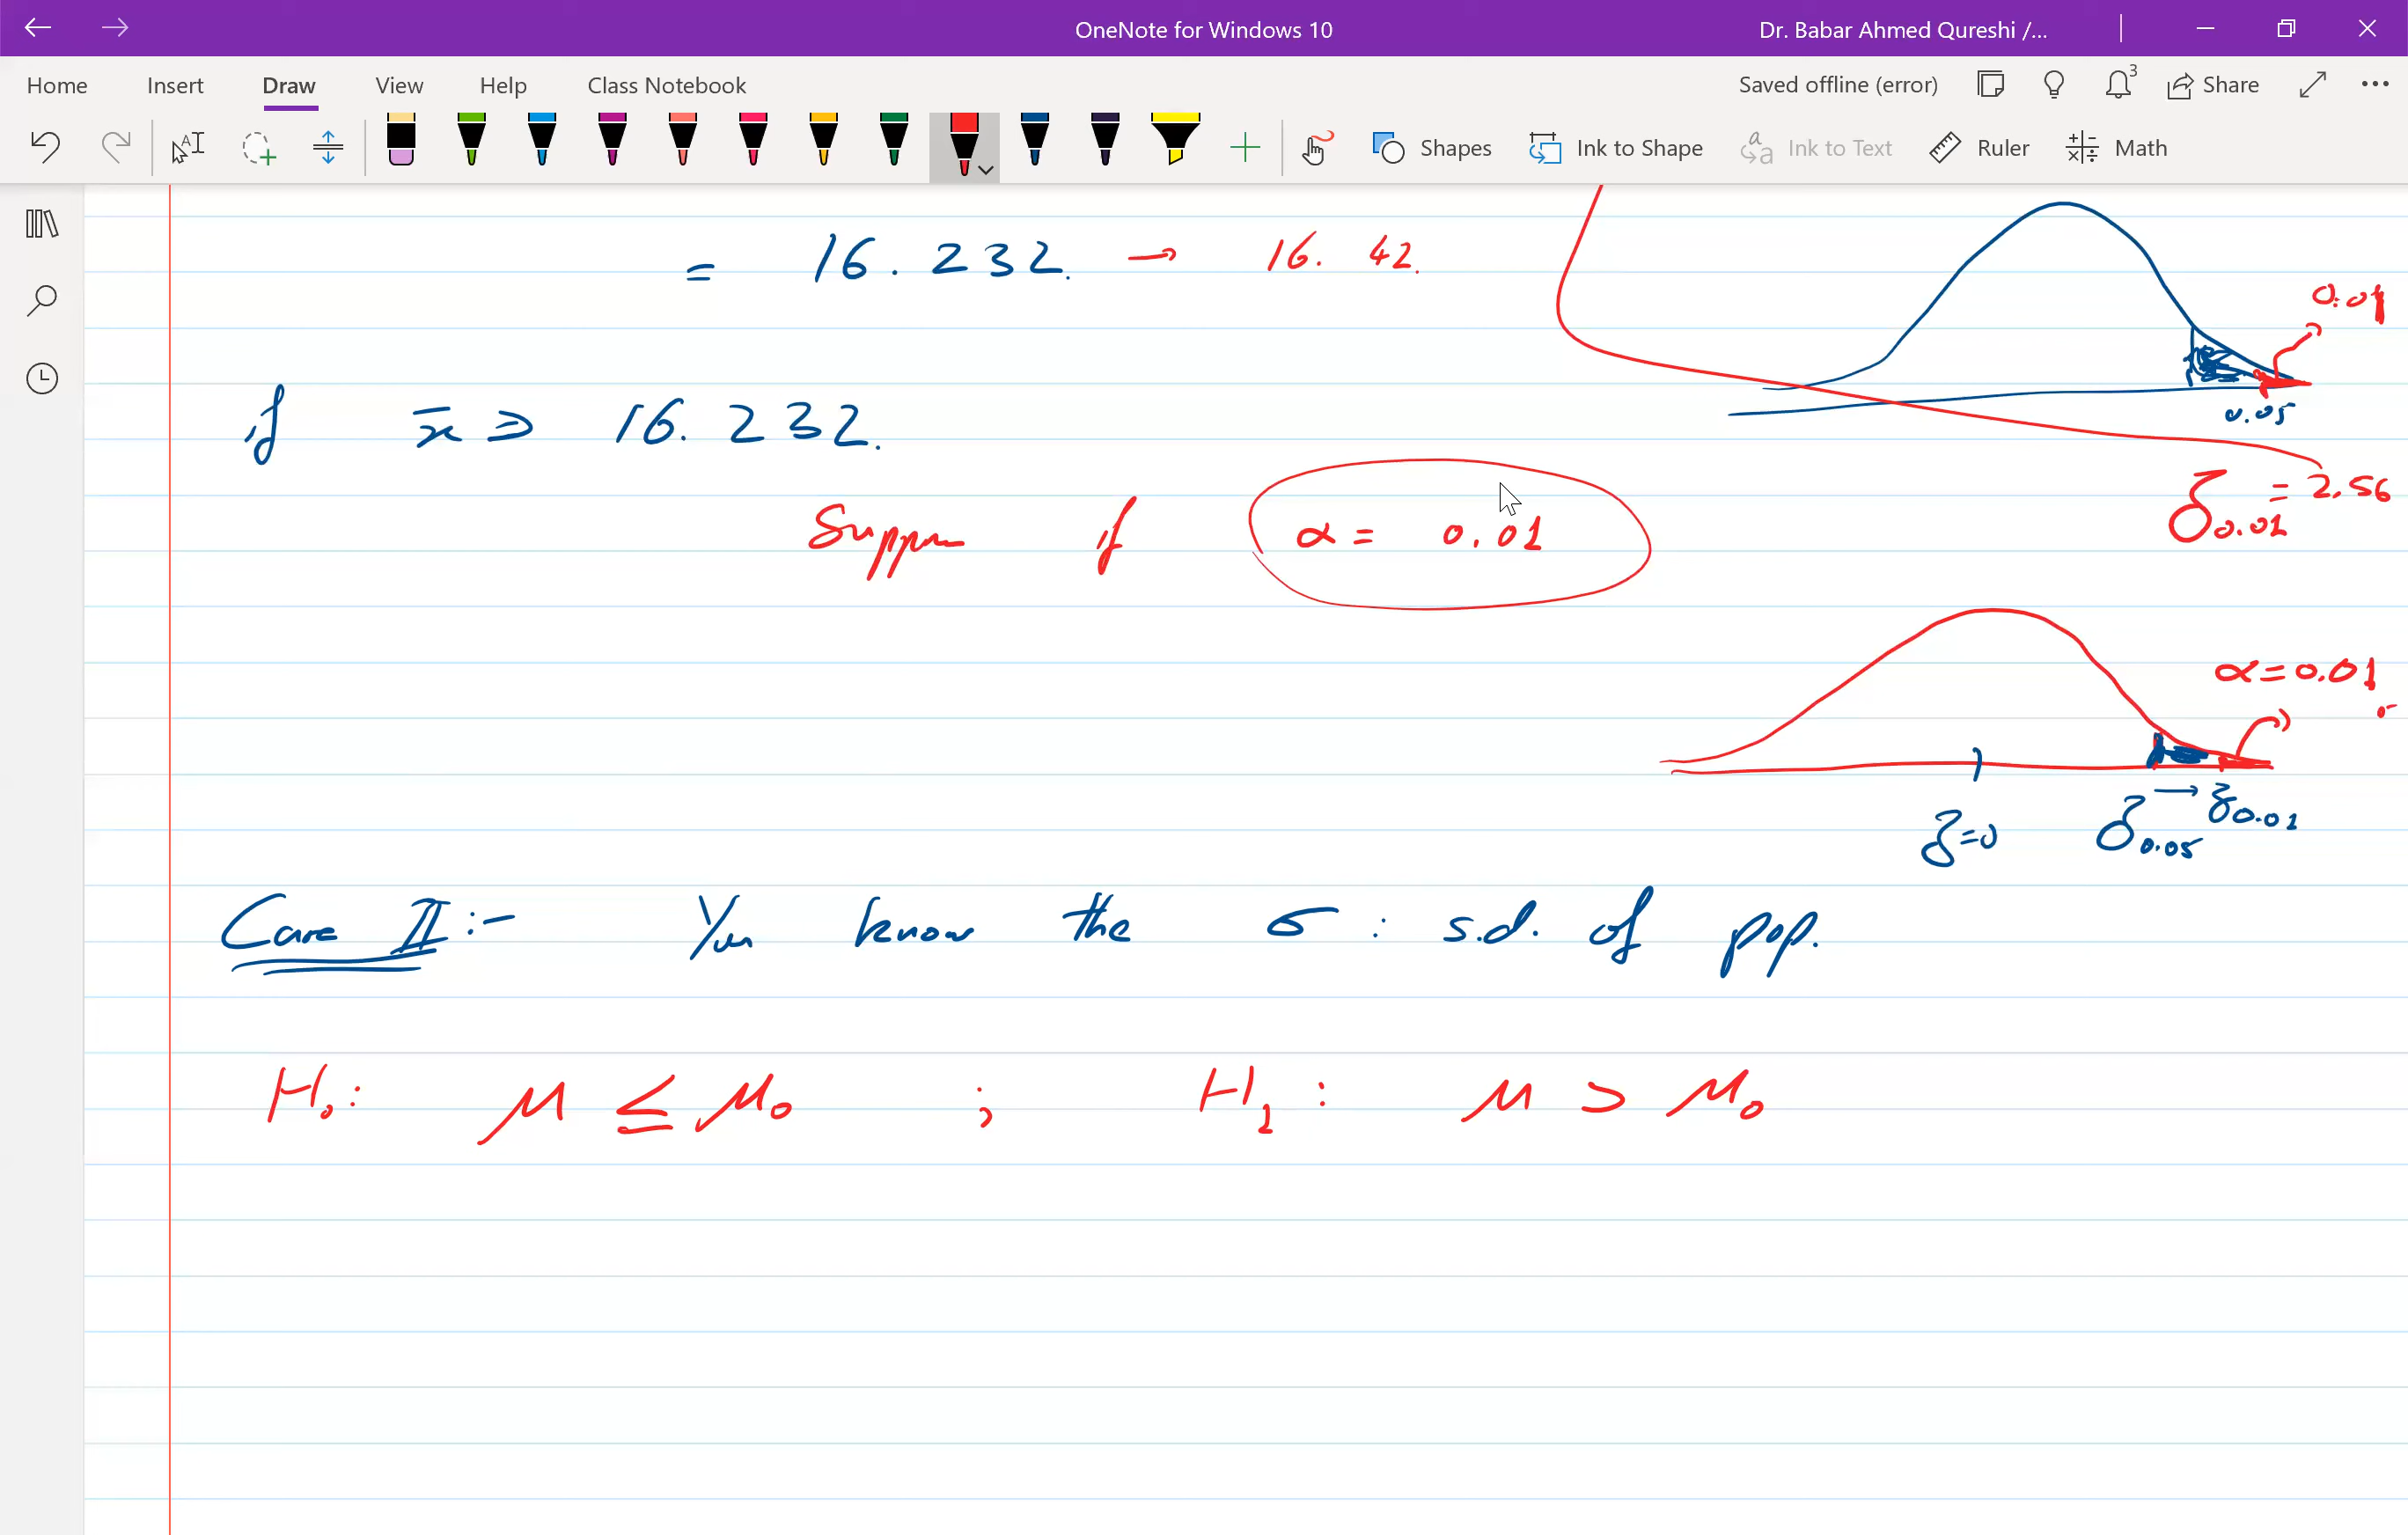 OneNote for Windows 10
Dr. Babar Ahmed Qureshi /...
Home Insert Draw View Help Class Notebook
Saved offline (error) 3 Share
Shapes Ink to Shape Ink to Text Ruler Math
= 16.232. → 16.42.
0.01
0.05
if x̄ ⇒ 16.232.
z0.01 = 2.56
Suppose if α = 0.01
α = 0.01
z=0 z0.05 → z0.01
Case II :- You know the σ : s.d. of pop.
H₀: μ ≤ μ₀ ; H₁: μ > μ₀